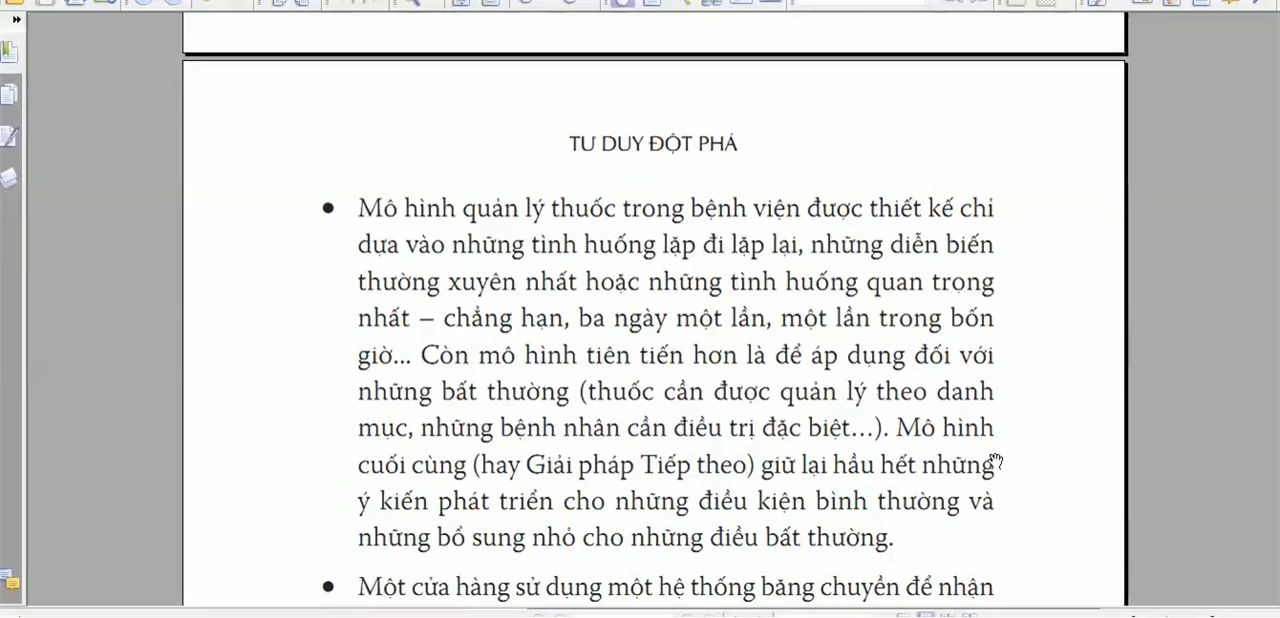 TƯ DUY ĐỘT PHÁ
• Mô hình quản lý thuốc trong bệnh viện được thiết kế chỉ
dựa vào những tình huống lặp đi lặp lại, những diễn biến
thường xuyên nhất hoặc những tình huống quan trọng
nhất – chẳng hạn, ba ngày một lần, một lần trong bốn
giờ... Còn mô hình tiên tiến hơn là để áp dụng đối với
những bất thường (thuốc cần được quản lý theo danh
mục, những bệnh nhân cần điều trị đặc biệt...). Mô hình
cuối cùng (hay Giải pháp Tiếp theo) giữ lại hầu hết những
ý kiến phát triển cho những điều kiện bình thường và
những bổ sung nhỏ cho những điều bất thường.
• Một cửa hàng sử dụng một hệ thống băng chuyền để nhận